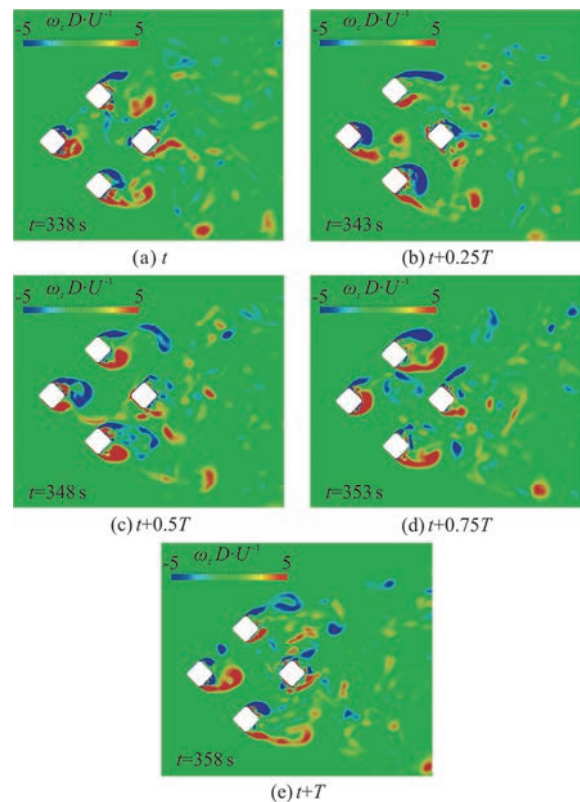 ω_z D·U⁻¹
-5 5
t=338 s
(a) t
ω_z D·U⁻¹
-5 5
t=343 s
(b) t+0.25T
ω_z D·U⁻¹
-5 5
t=348 s
(c) t+0.5T
ω_z D·U⁻¹
-5 5
t=353 s
(d) t+0.75T
ω_z D·U⁻¹
-5 5
t=358 s
(e) t+T